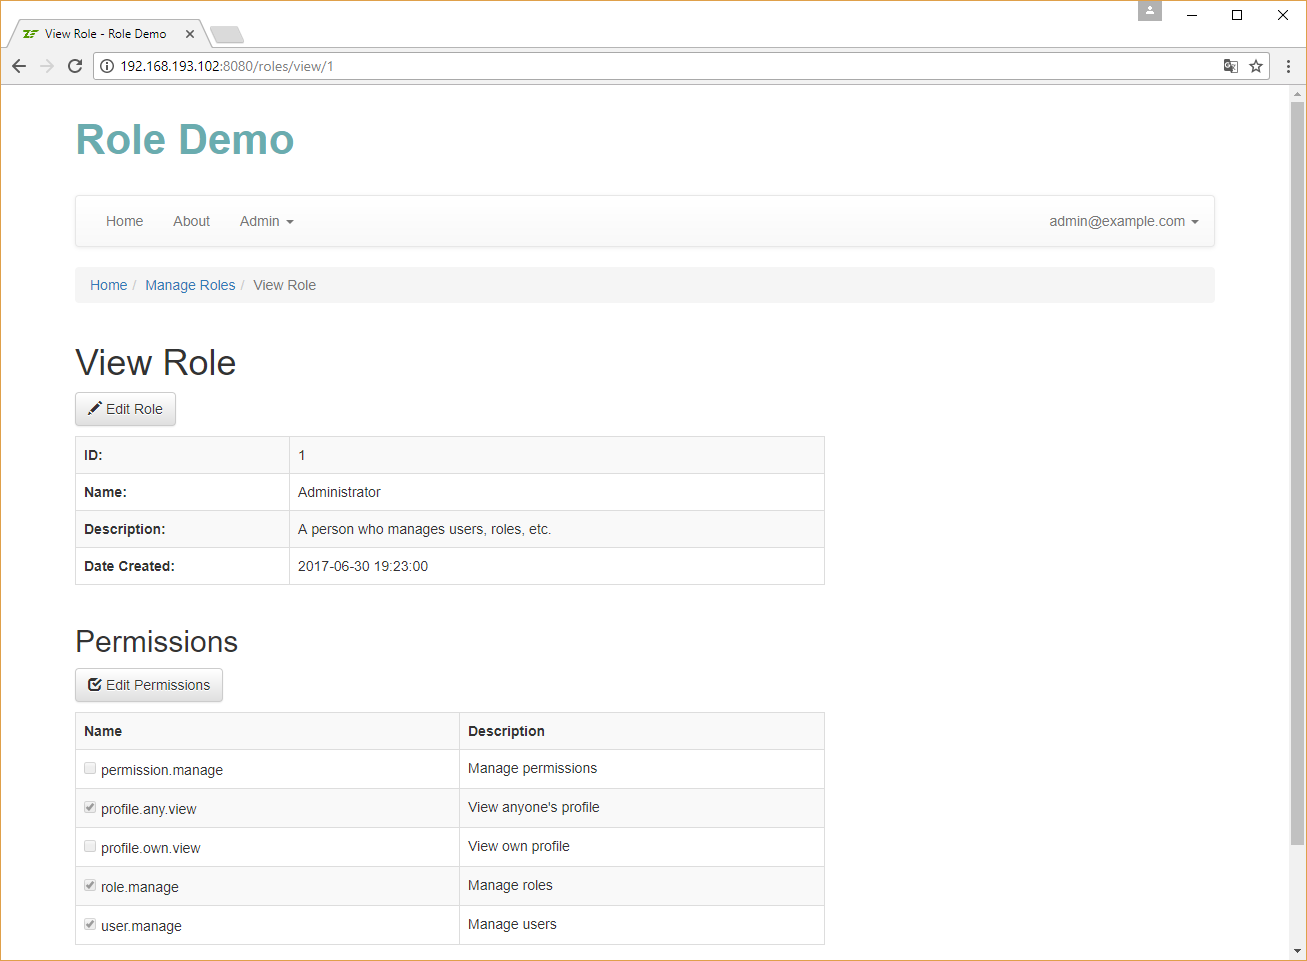 View Role - Role Demo
192.168.193.102:8080/roles/view/1
Role Demo
Home About Admin admin@example.com
Home / Manage Roles / View Role
View Role
Edit Role
ID: 1
Name: Administrator
Description: A person who manages users, roles, etc.
Date Created: 2017-06-30 19:23:00
Permissions
Edit Permissions
Name Description
permission.manage Manage permissions
profile.any.view View anyone's profile
profile.own.view View own profile
role.manage Manage roles
user.manage Manage users